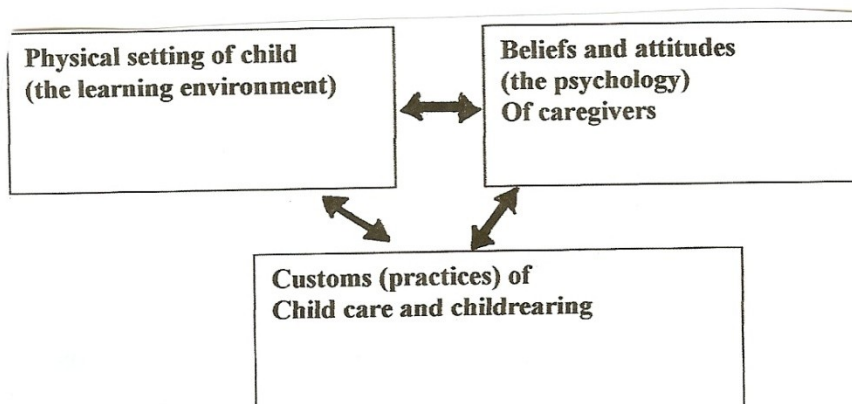 Physical setting of child
(the learning environment)
Beliefs and attitudes
(the psychology)
Of caregivers
Customs (practices) of
Child care and childrearing